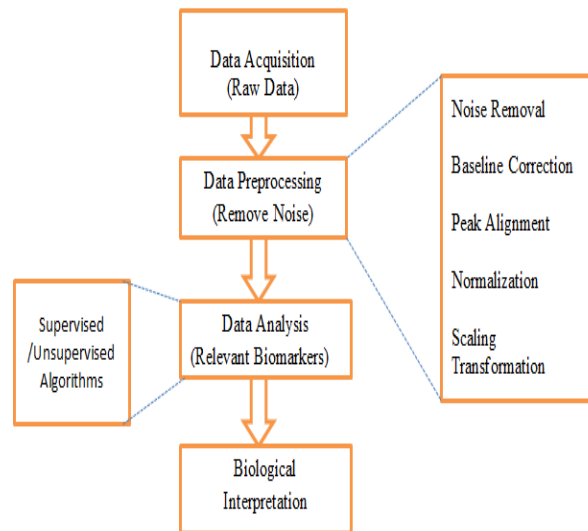 Data Acquisition
(Raw Data)
Data Preprocessing
(Remove Noise)
Noise Removal
Baseline Correction
Peak Alignment
Normalization
Scaling
Transformation
Data Analysis
(Relevant Biomarkers)
Supervised
/Unsupervised
Algorithms
Biological
Interpretation